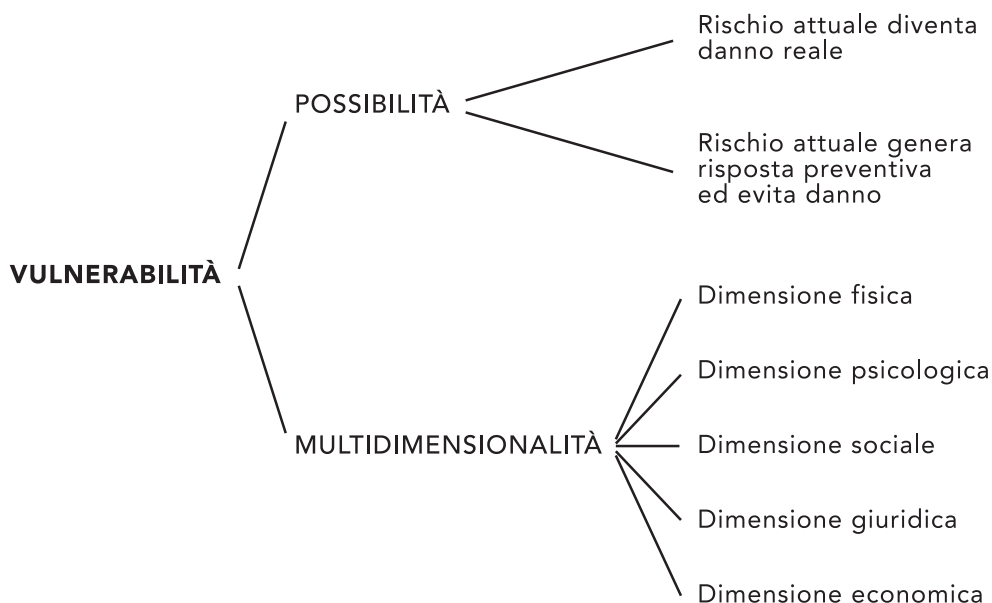 Rischio attuale diventa
danno reale
POSSIBILITÀ
Rischio attuale genera
risposta preventiva
ed evita danno
VULNERABILITÀ
Dimensione fisica
Dimensione psicologica
MULTIDIMENSIONALITÀ
Dimensione sociale
Dimensione giuridica
Dimensione economica